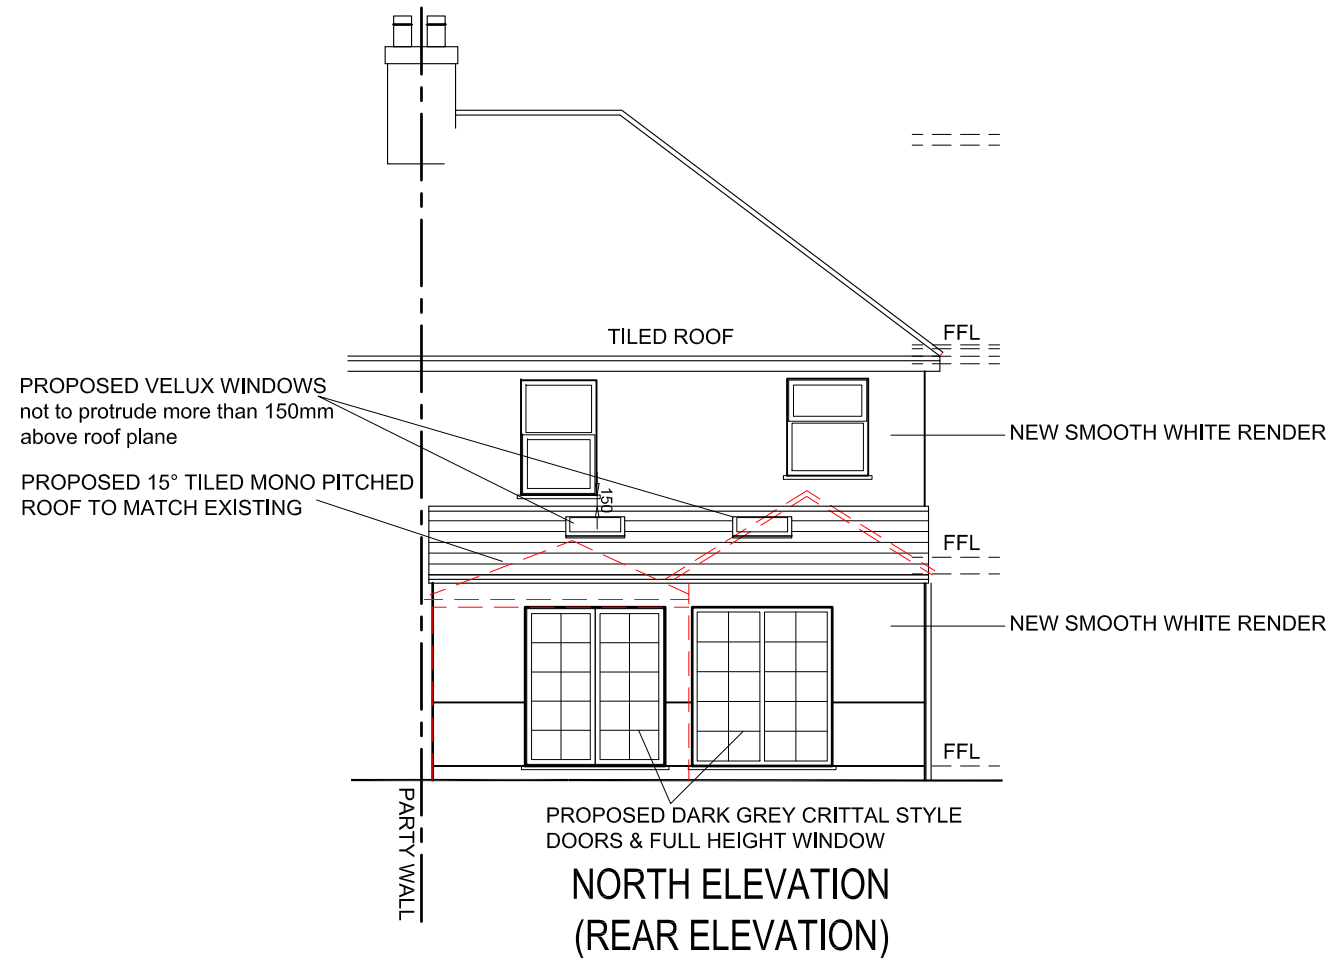 TILED ROOF
FFL
PROPOSED VELUX WINDOWS
not to protrude more than 150mm
above roof plane
NEW SMOOTH WHITE RENDER
PROPOSED 15° TILED MONO PITCHED
ROOF TO MATCH EXISTING
150
FFL
NEW SMOOTH WHITE RENDER
FFL
PARTY WALL
PROPOSED DARK GREY CRITTAL STYLE
DOORS & FULL HEIGHT WINDOW
NORTH ELEVATION
(REAR ELEVATION)